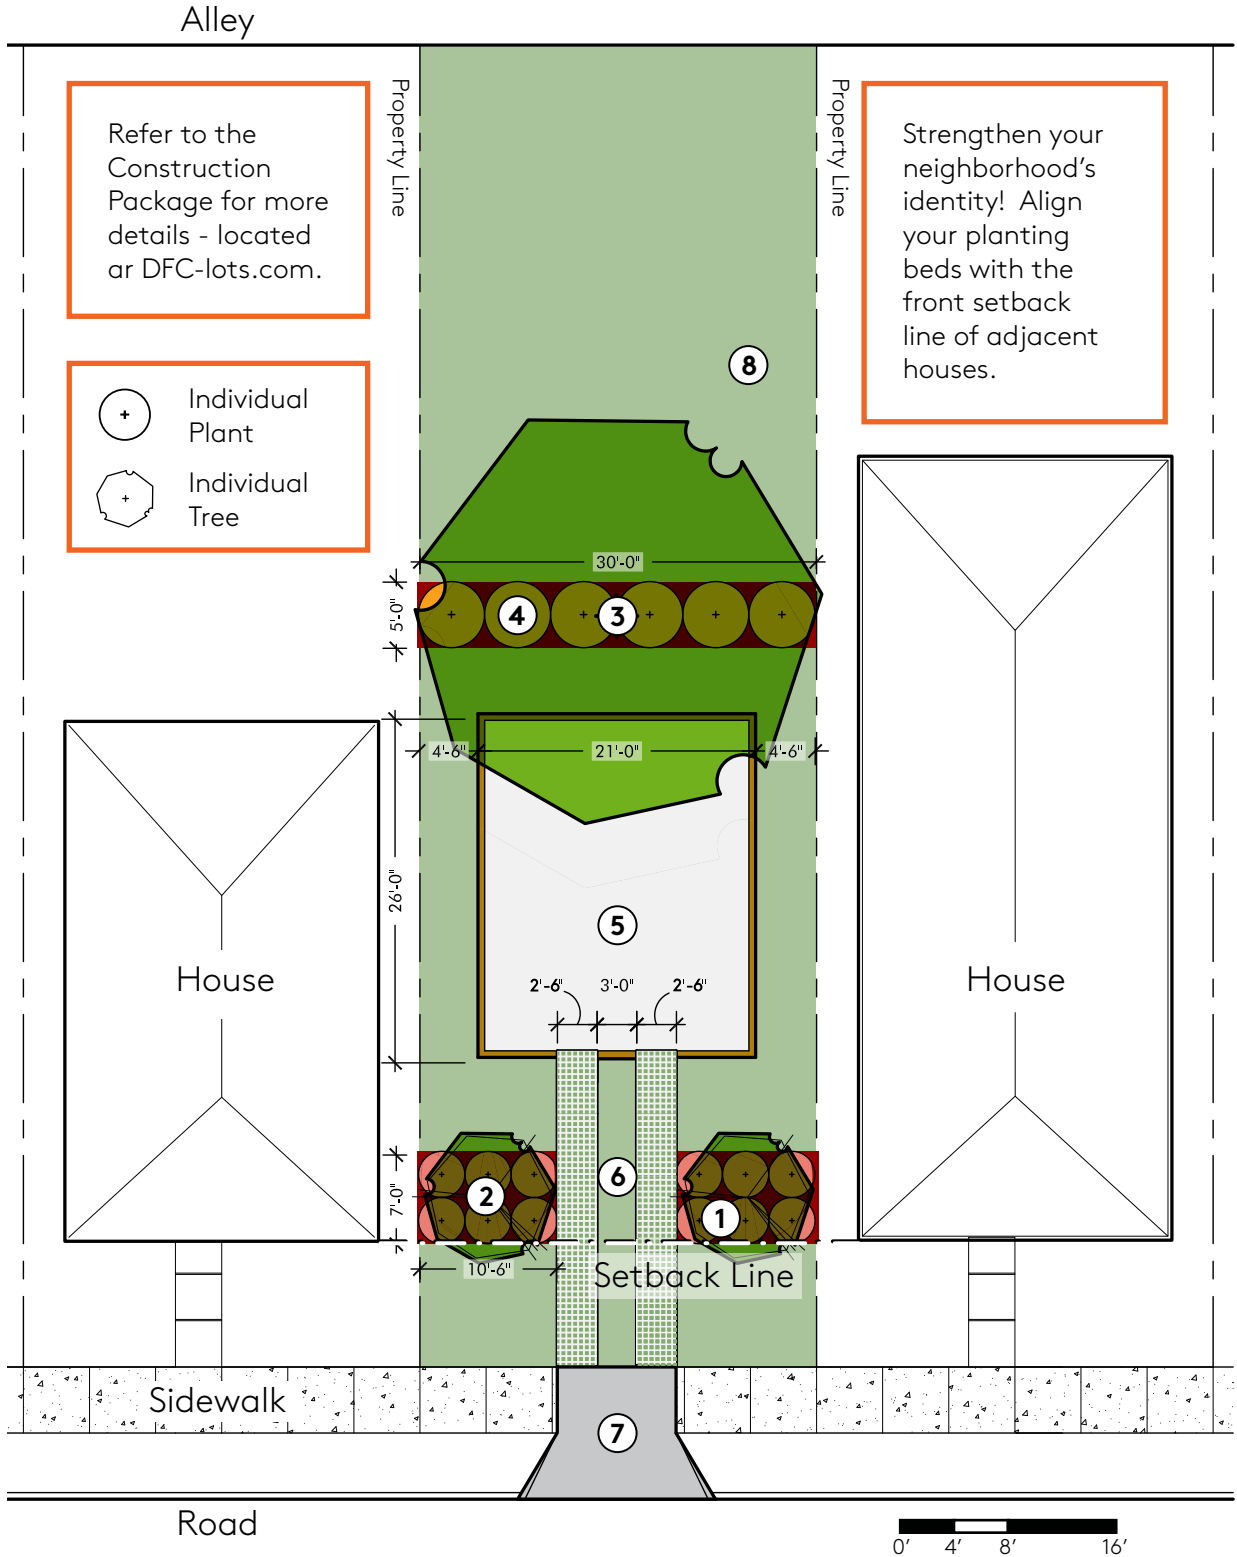 Alley
Property Line
Property Line
Refer to the
Construction
Package for more
details - located
ar DFC-lots.com.
Strengthen your
neighborhood's
identity! Align
your planting
beds with the
front setback
line of adjacent
houses.
Individual
Plant
Individual
Tree
8
30'-0"
5'-0"
4
3
4'-6"
21'-0"
4'-6"
26'-0"
5
House
House
2'-6"
3'-0"
2'-6"
7'-0"
2
6
1
10'-6"
Setback Line
Sidewalk
7
Road
0' 4' 8' 16'